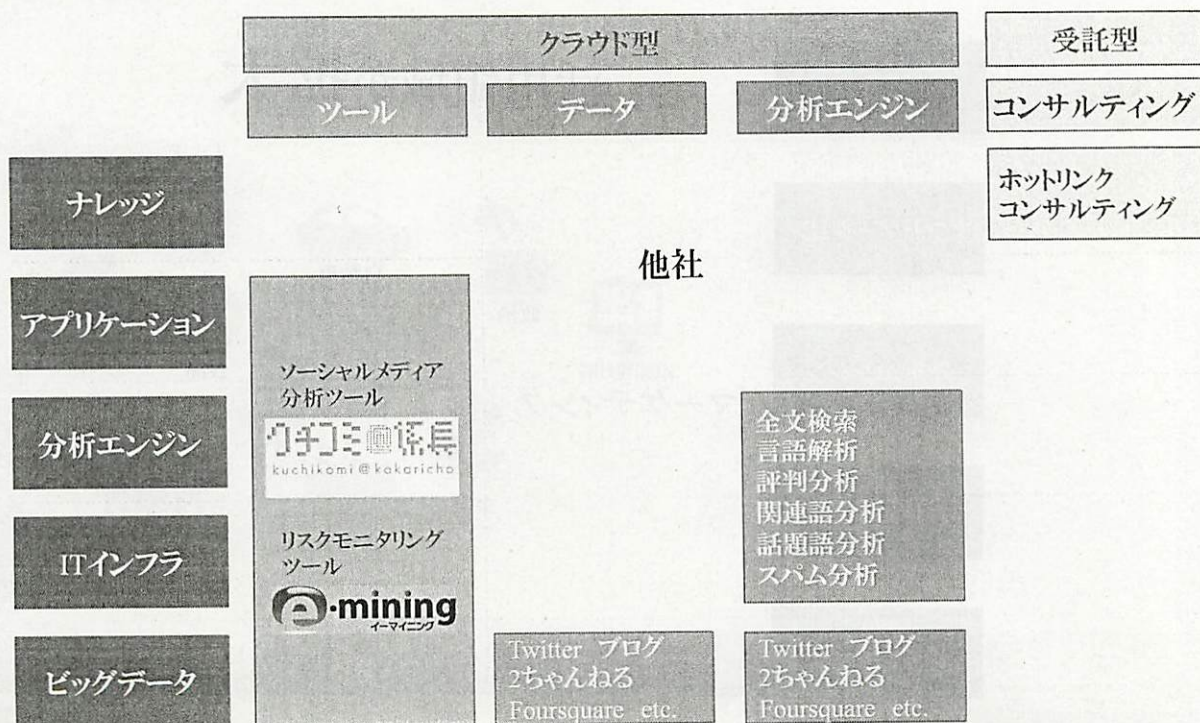 クラウド型
受託型
ツール
データ
分析エンジン
コンサルティング
ナレッジ
ホットリンク
コンサルティング
他社
アプリケーション
ソーシャルメディア
分析ツール
クチコミ@係長
kuchikomi@kakaricho
分析エンジン
全文検索
言語解析
評判分析
関連語分析
話題語分析
スパム分析
ITインフラ
リスクモニタリング
ツール
e-mining
イーマイニング
ビッグデータ
Twitter ブログ
2ちゃんねる
Foursquare etc.
Twitter ブログ
2ちゃんねる
Foursquare etc.